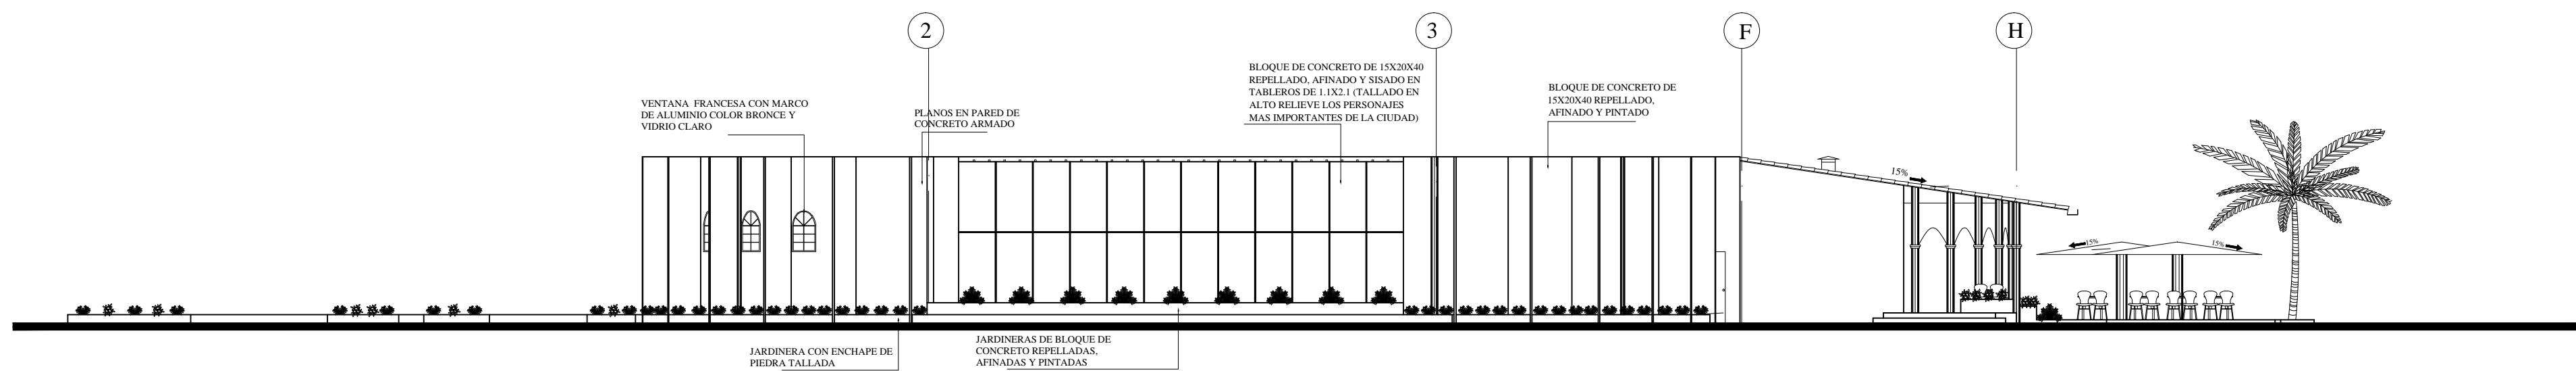 2
3
F
H
VENTANA FRANCESA CON MARCO
DE ALUMINIO COLOR BRONCE Y
VIDRIO CLARO
PLANOS EN PARED DE
CONCRETO ARMADO
BLOQUE DE CONCRETO DE 15X20X40
REPELLADO, AFINADO Y SISADO EN
TABLEROS DE 1.1X2.1 (TALLADO EN
ALTO RELIEVE LOS PERSONAJES
MAS IMPORTANTES DE LA CIUDAD)
BLOQUE DE CONCRETO DE
15X20X40 REPELLADO,
AFINADO Y PINTADO
15%
15%
15%
JARDINERA CON ENCHAPE DE
PIEDRA TALLADA
JARDINERAS DE BLOQUE DE
CONCRETO REPELLADAS,
AFINADAS Y PINTADAS